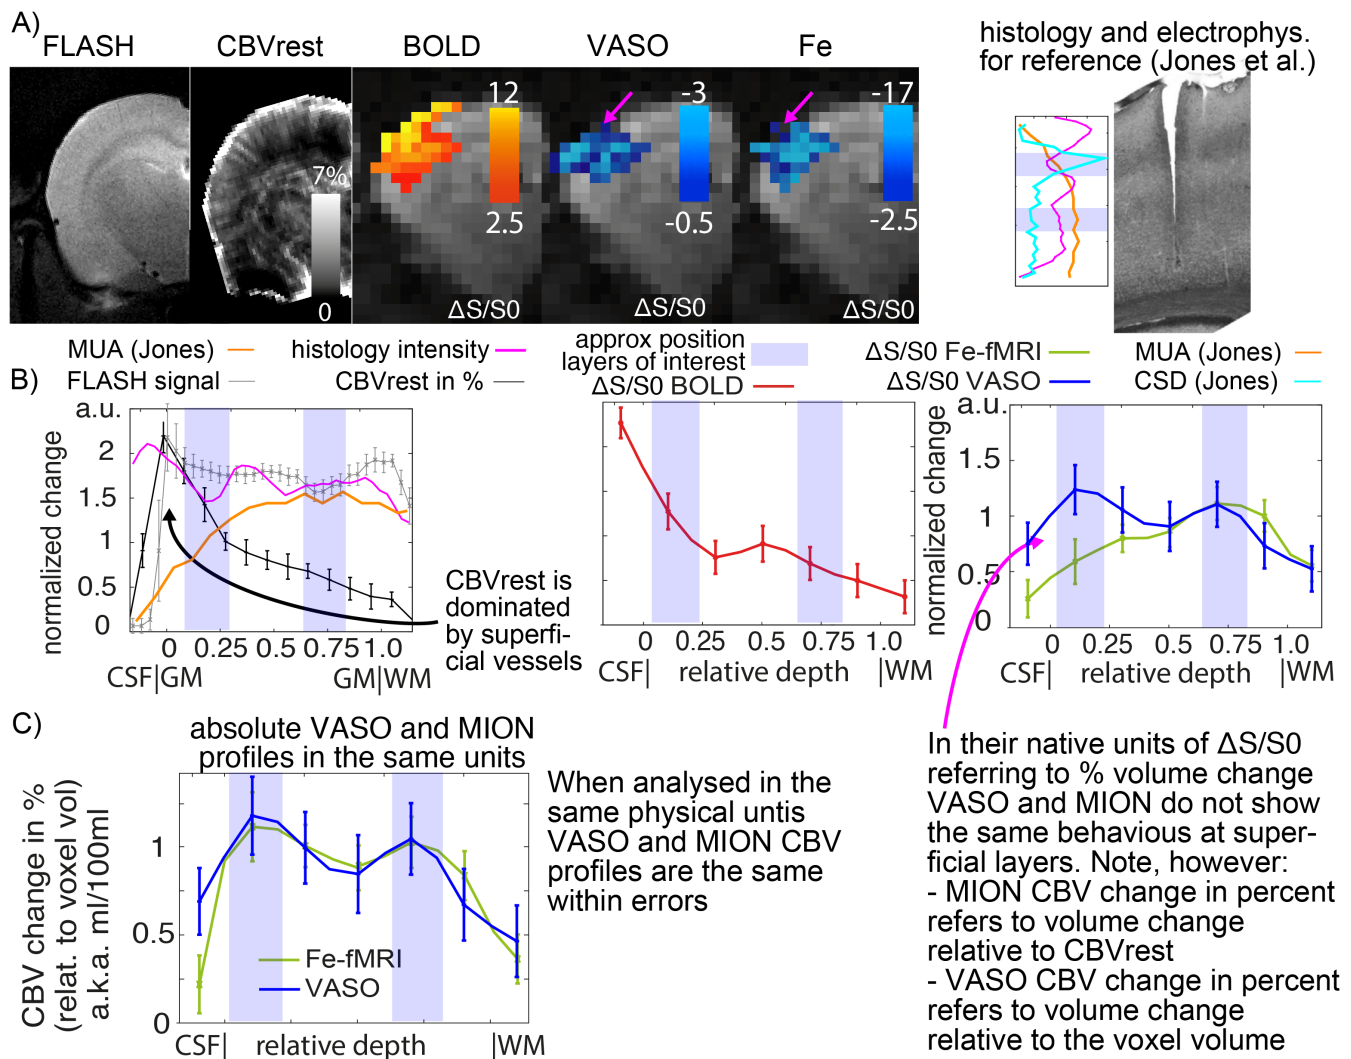 A)
FLASH
CBVrest
BOLD
VASO
Fe
histology and electrophys.
for reference (Jones et al.)
7%
0
12
2.5
ΔS/S0
-3
-0.5
ΔS/S0
-17
-2.5
ΔS/S0
MUA (Jones)
histology intensity
FLASH signal
CBVrest in %
approx position
layers of interest
ΔS/S0 BOLD
ΔS/S0 Fe-fMRI
ΔS/S0 VASO
MUA (Jones)
CSD (Jones)
B)
a.u.
2
1.5
1
0.5
0
normalized change
0 0.25 0.5 0.75 1.0
CSF|GM
GM|WM
CBVrest is
dominated
by superfi-
cial vessels
0 0.25 0.5 0.75 1.0
CSF|
relative depth
|WM
a.u.
1.5
1
0.5
0
normalized change
0 0.25 0.5 0.75 1.0
CSF|
relative depth
|WM
C)
absolute VASO and MION
profiles in the same units
CBV change in %
(relat. to voxel vol)
a.k.a. ml/100ml
1
0.5
0
Fe-fMRI
VASO
CSF|
relative depth
|WM
When analysed in the
same physical untis
VASO and MION CBV
profiles are the same
within errors
In their native units of ΔS/S0
referring to % volume change
VASO and MION do not show
the same behavious at super-
ficial layers. Note, however:
- MION CBV change in percent
refers to volume change
relative to CBVrest
- VASO CBV change in percent
refers to volume change
relative to the voxel volume